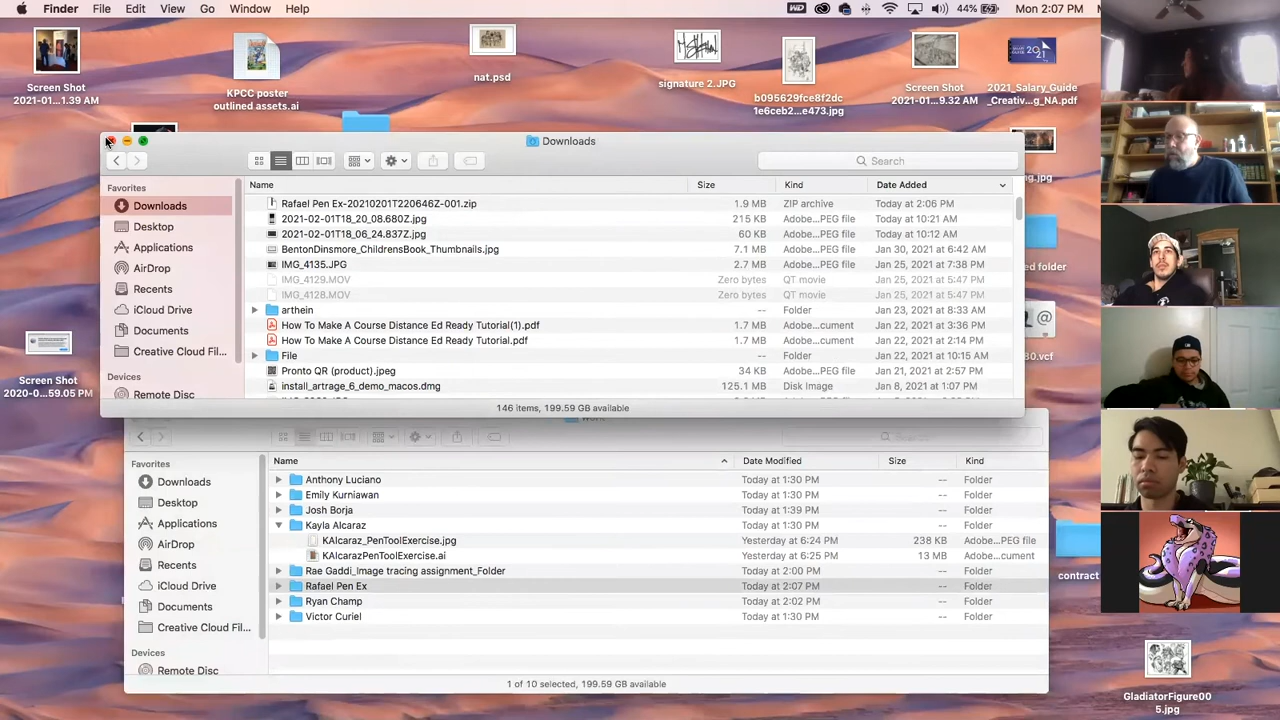 Finder File Edit View Go Window Help
44% Mon 2:07 PM
Screen Shot
2021-01...1.39 AM
KPCC poster
outlined assets.ai
nat.psd
signature 2.JPG
b095629fce8f2dc
1e6ceb2...e473.jpg
Screen Shot
2021-01...9.32 AM
2021_Salary_Guide
_Creativ...g_NA.pdf
Downloads
Search
Favorites
Downloads
Desktop
Applications
AirDrop
Recents
iCloud Drive
Documents
Creative Cloud Fil...
Devices
Remote Disc
Name Size Kind Date Added
Rafael Pen Ex-20210201T220646Z-001.zip 1.9 MB ZIP archive Today at 2:06 PM
2021-02-01T18_20_08.680Z.jpg 215 KB Adobe...PEG file Today at 10:21 AM
2021-02-01T18_06_24.837Z.jpg 60 KB Adobe...PEG file Today at 10:12 AM
BentonDinsmore_ChildrensBook_Thumbnails.jpg 7.1 MB Adobe...PEG file Jan 30, 2021 at 6:42 AM
IMG_4135.JPG 2.7 MB Adobe...PEG file Jan 25, 2021 at 7:38 PM
IMG_4129.MOV Zero bytes QT movie Jan 25, 2021 at 5:47 PM
IMG_4128.MOV Zero bytes QT movie Jan 25, 2021 at 5:47 PM
arthein -- Folder Jan 23, 2021 at 8:33 AM
How To Make A Course Distance Ed Ready Tutorial(1).pdf 1.7 MB Adobe...cument Jan 22, 2021 at 3:36 PM
How To Make A Course Distance Ed Ready Tutorial.pdf 1.7 MB Adobe...cument Jan 22, 2021 at 2:14 PM
File -- Folder Jan 22, 2021 at 10:15 AM
Pronto QR (product).jpeg 34 KB Adobe...PEG file Jan 21, 2021 at 2:57 PM
install_artrage_6_demo_macos.dmg 125.1 MB Disk Image Jan 8, 2021 at 1:07 PM
146 items, 199.59 GB available
ng.jpg
ed folder
80.vcf
Screen Shot
2020-0...59.05 PM
Favorites
Downloads
Desktop
Applications
AirDrop
Recents
iCloud Drive
Documents
Creative Cloud Fil...
Devices
Remote Disc
Name Date Modified Size Kind
Anthony Luciano Today at 1:30 PM -- Folder
Emily Kurniawan Today at 1:30 PM -- Folder
Josh Borja Today at 1:39 PM -- Folder
Kayla Alcaraz Today at 1:30 PM -- Folder
KAlcaraz_PenToolExercise.jpg Yesterday at 6:24 PM 238 KB Adobe...PEG file
KAlcarazPenToolExercise.ai Yesterday at 6:25 PM 13 MB Adobe...cument
Rae Gaddi_Image tracing assignment_Folder Today at 2:00 PM -- Folder
Rafael Pen Ex Today at 2:07 PM -- Folder
Ryan Champ Today at 2:02 PM -- Folder
Victor Curiel Today at 1:30 PM -- Folder
1 of 10 selected, 199.59 GB available
contract
GladiatorFigure00
5.jpg